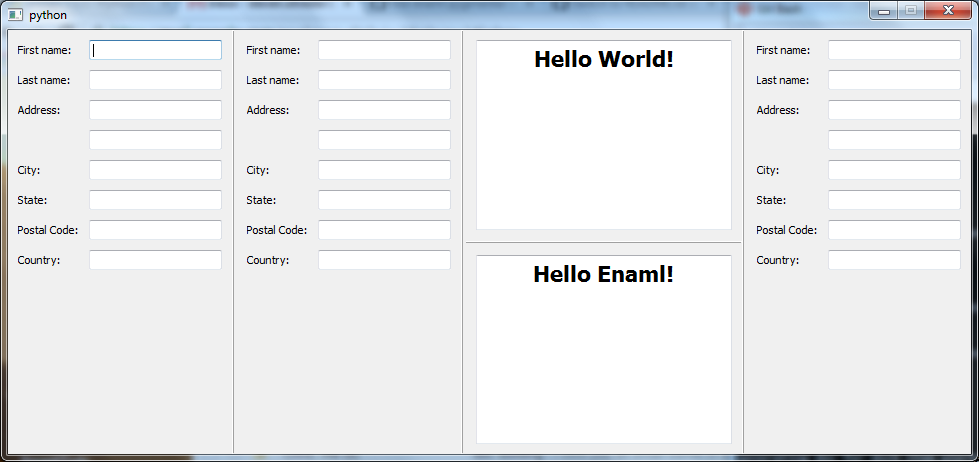 python
First name:
Last name:
Address:
City:
State:
Postal Code:
Country:
First name:
Last name:
Address:
City:
State:
Postal Code:
Country:
Hello World!
Hello Enaml!
First name:
Last name:
Address:
City:
State:
Postal Code:
Country: